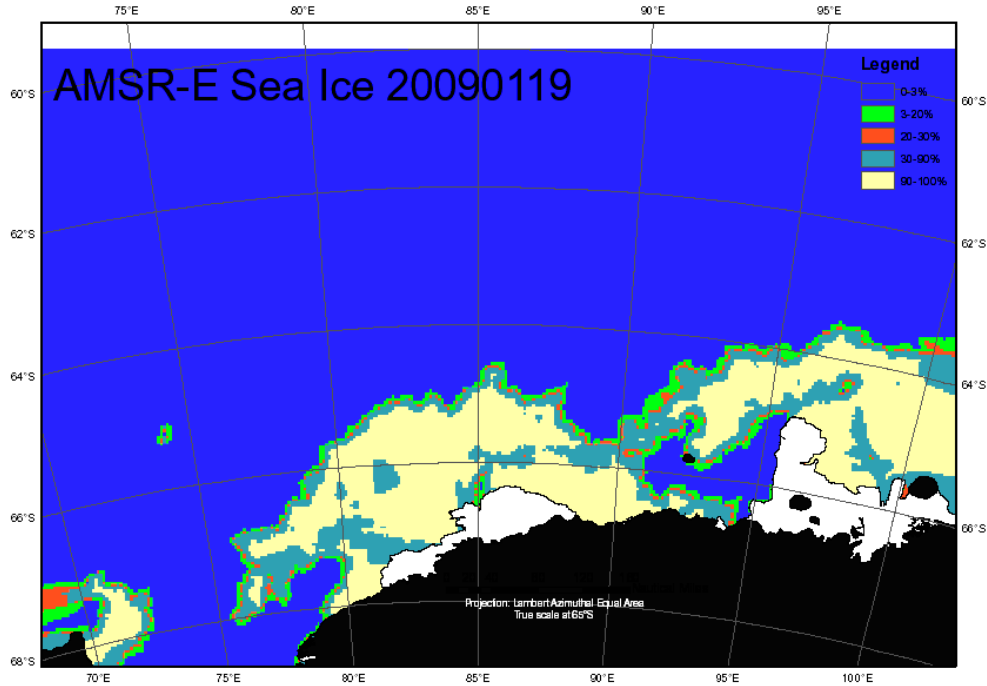 75°E 80°E 85°E 90°E 95°E
AMSR-E Sea Ice 20090119
Legend
0-3%
3-20%
20-30%
30-90%
90-100%
60°S 60°S
62°S 62°S
64°S 64°S
66°S 66°S
68°S
Projection: Lambert Azimuthal Equal Area
True scale at 65°S
70°E 75°E 80°E 85°E 90°E 95°E 100°E